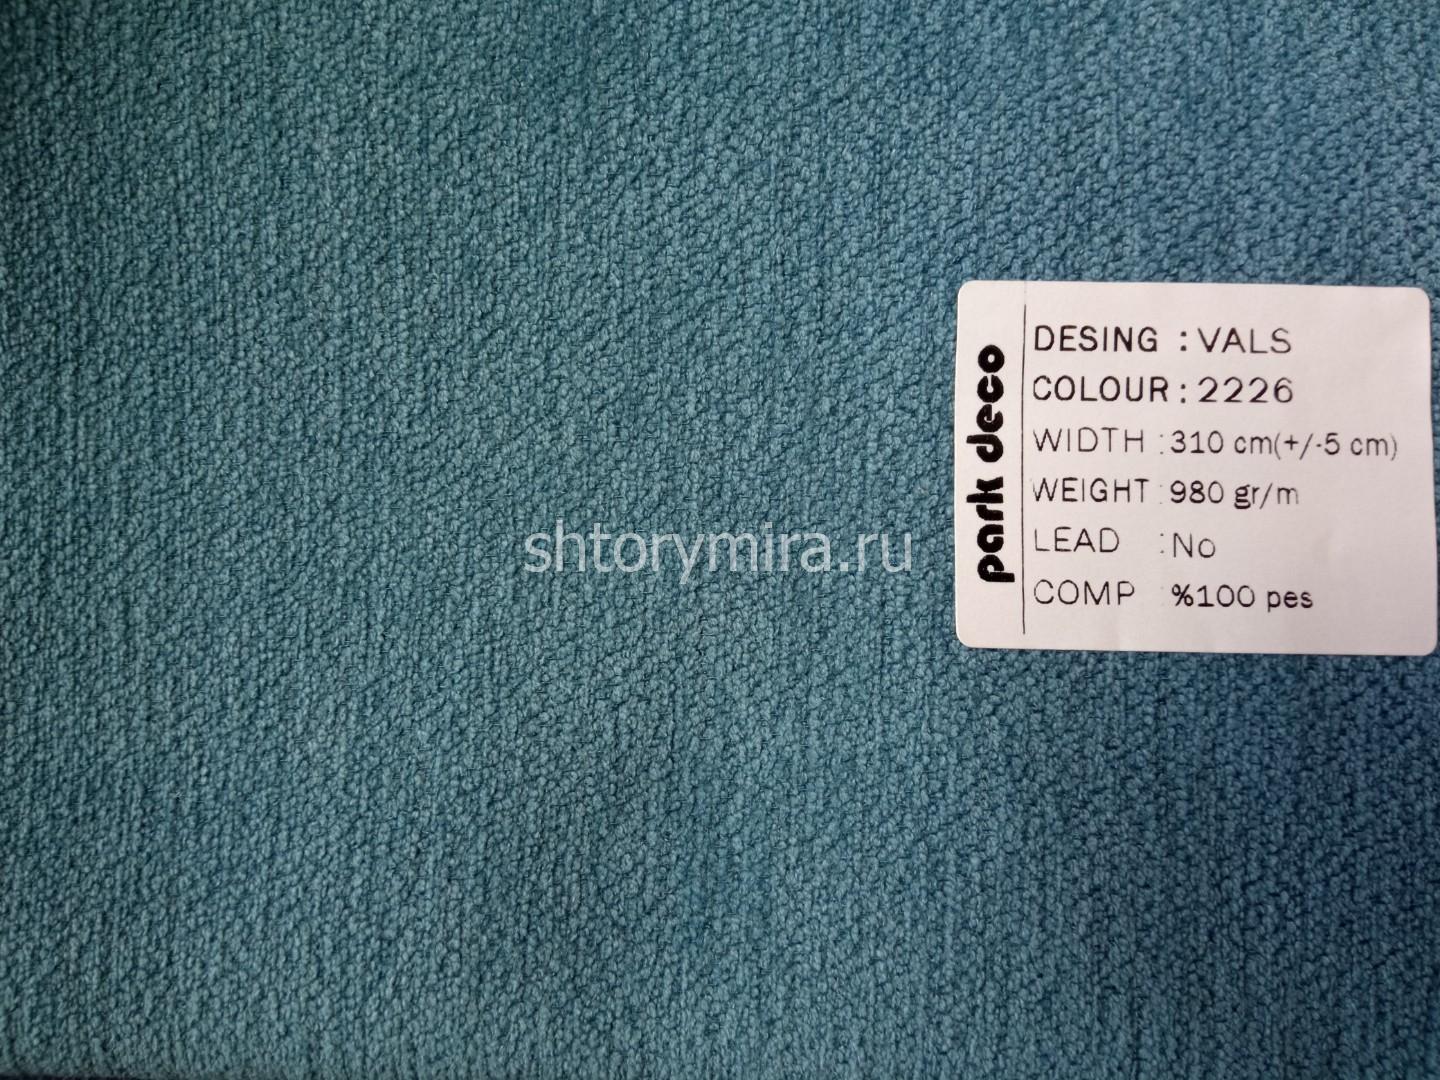 park deco
DESING : VALS
COLOUR : 2226
WIDTH : 310 cm(+/-5 cm)
WEIGHT : 980 gr/m
LEAD : No
COMP : %100 pes
shtorymira.ru